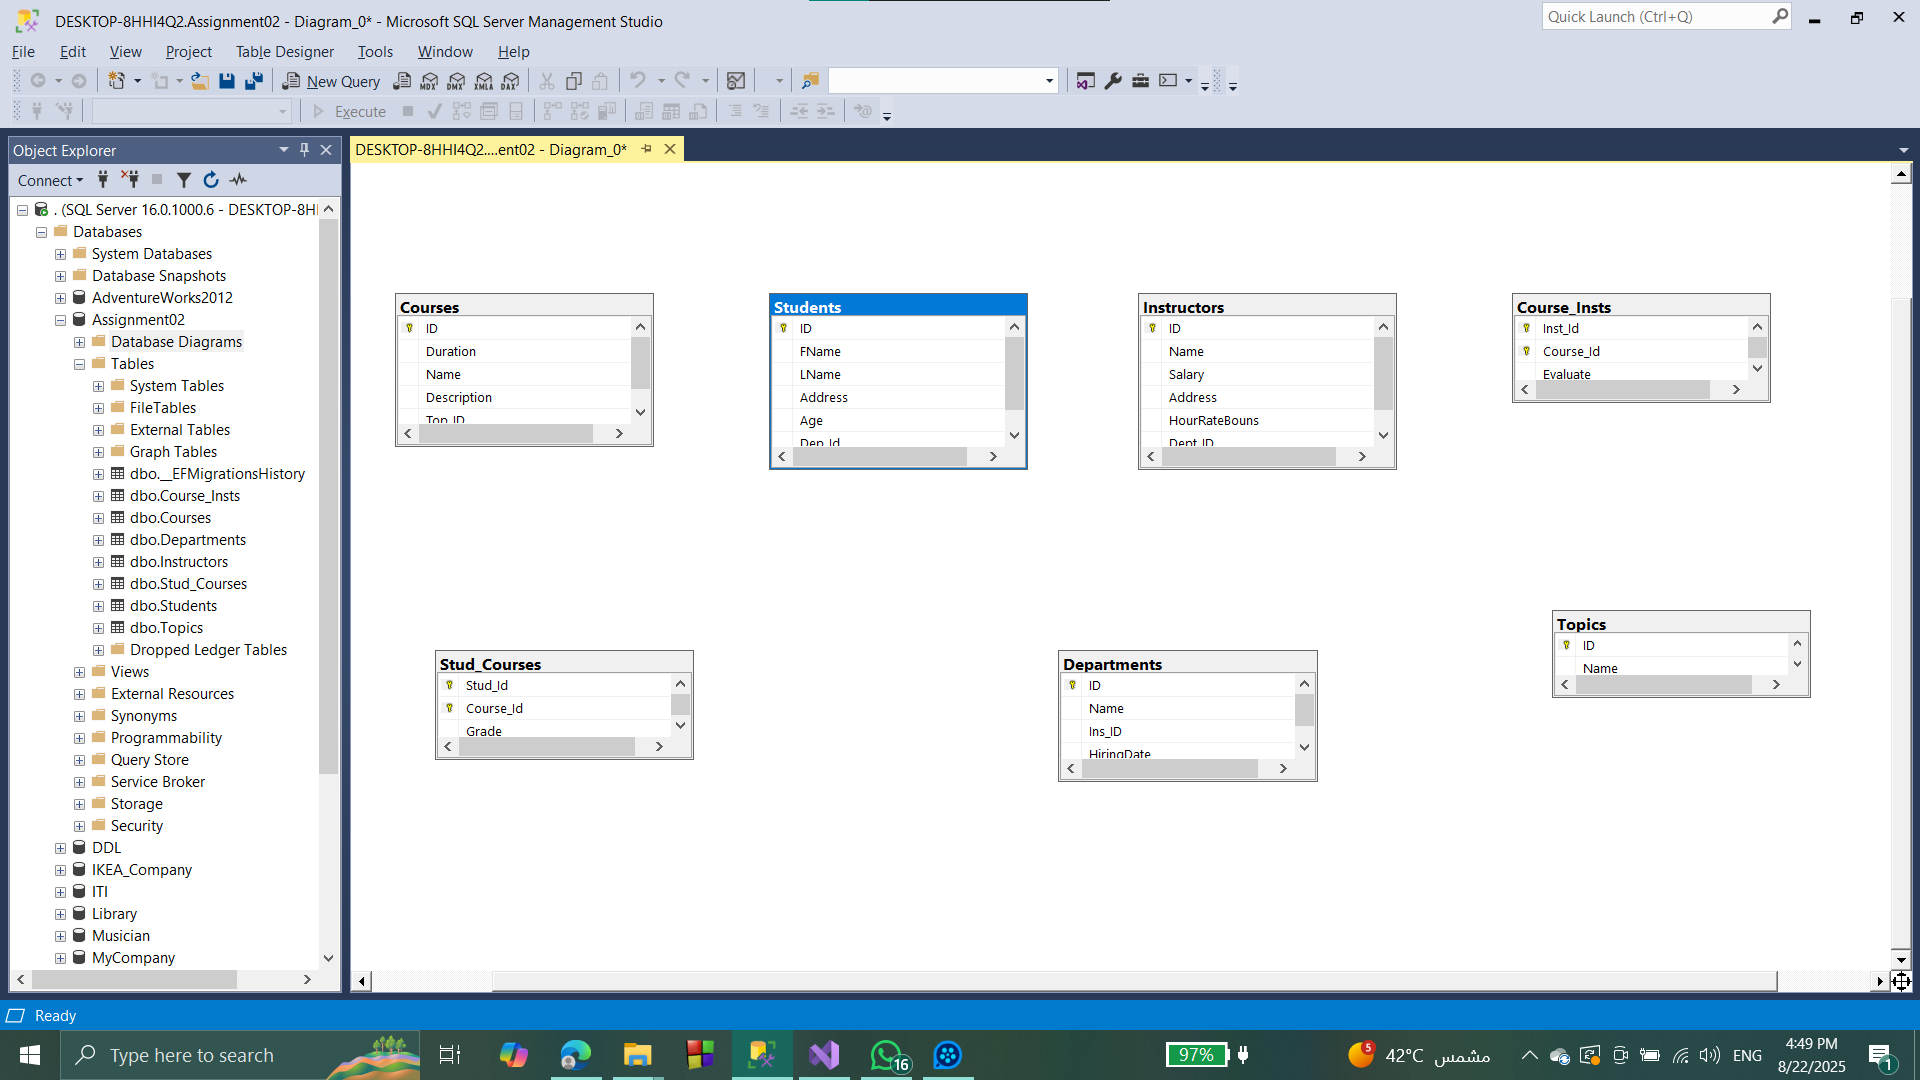 DESKTOP-8HHI4Q2.Assignment02 - Diagram_0* - Microsoft SQL Server Management Studio
Quick Launch (Ctrl+Q)
File Edit View Project Table Designer Tools Window Help
New Query MDX DMX XMLA DAX
Execute
Object Explorer
DESKTOP-8HHI4Q2....ent02 - Diagram_0*
Connect
. (SQL Server 16.0.1000.6 - DESKTOP-8HI
Databases
System Databases
Database Snapshots
AdventureWorks2012
Assignment02
Database Diagrams
Tables
System Tables
FileTables
External Tables
Graph Tables
dbo.__EFMigrationsHistory
dbo.Course_Insts
dbo.Courses
dbo.Departments
dbo.Instructors
dbo.Stud_Courses
dbo.Students
dbo.Topics
Dropped Ledger Tables
Views
External Resources
Synonyms
Programmability
Query Store
Service Broker
Storage
Security
DDL
IKEA_Company
ITI
Library
Musician
MyCompany
Courses
ID
Duration
Name
Description
Top_ID
Students
ID
FName
LName
Address
Age
Dep_Id
Instructors
ID
Name
Salary
Address
HourRateBouns
Dept_ID
Course_Insts
Inst_Id
Course_Id
Evaluate
Stud_Courses
Stud_Id
Course_Id
Grade
Departments
ID
Name
Ins_ID
HiringDate
Topics
ID
Name
Ready
Type here to search
16
97%
5
42°C مشمس
ENG
4:49 PM
8/22/2025
1